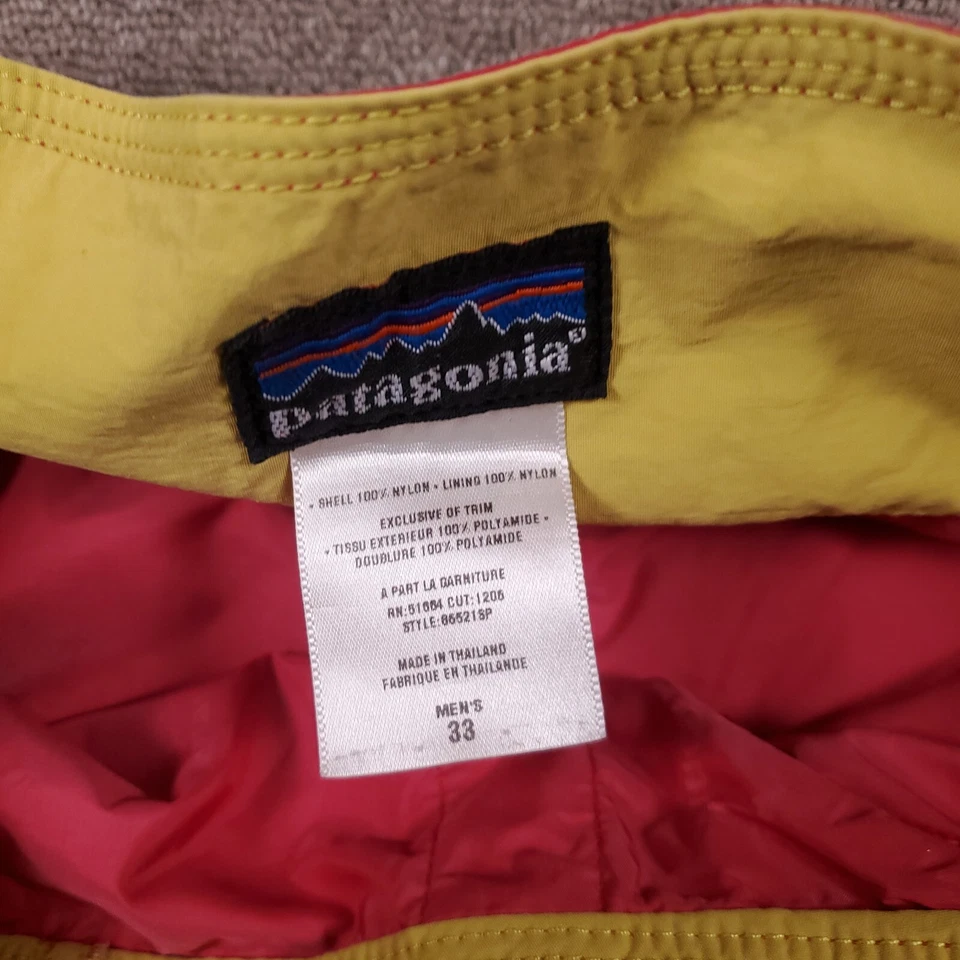 patagonia®
• SHELL 100% NYLON • LINING 100% NYLON
EXCLUSIVE OF TRIM
• TISSU EXTERIEUR 100% POLYAMIDE •
DOUBLURE 100% POLYAMIDE
A PART LA GARNITURE
RN:51884 CUT:1206
STYLE:86521SP
MADE IN THAILAND
FABRIQUE EN THAILANDE
MEN'S
33